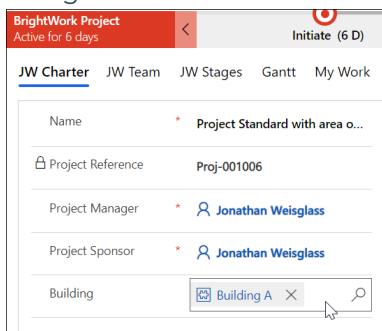 BrightWork Project
Active for 6 days
Initiate (6 D)
JW Charter JW Team JW Stages Gantt My Work
Name * Project Standard with area o...
Project Reference Proj-001006
Project Manager * Jonathan Weisglass
Project Sponsor * Jonathan Weisglass
Building Building A